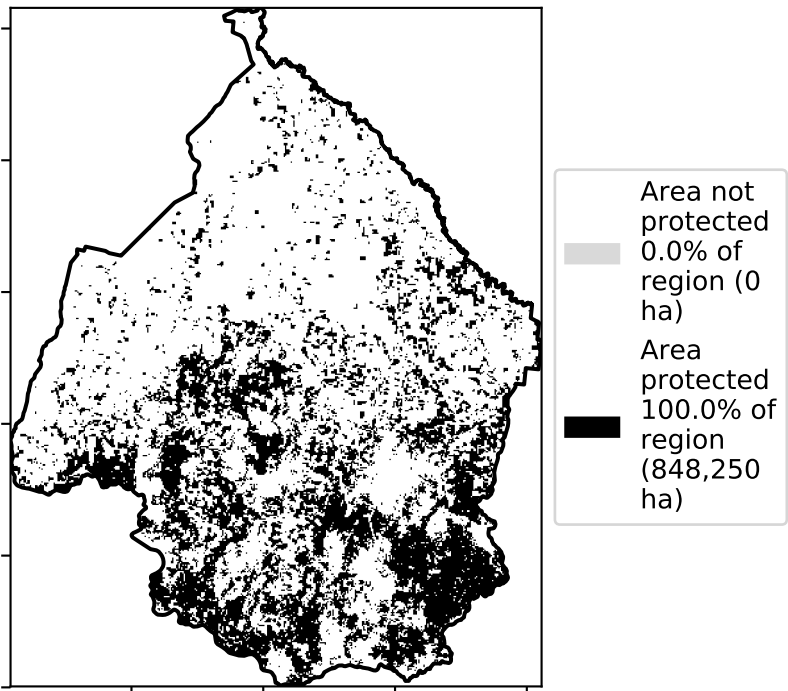 Area not
protected
0.0% of
region (0
ha)
Area
protected
100.0% of
region
(848,250
ha)